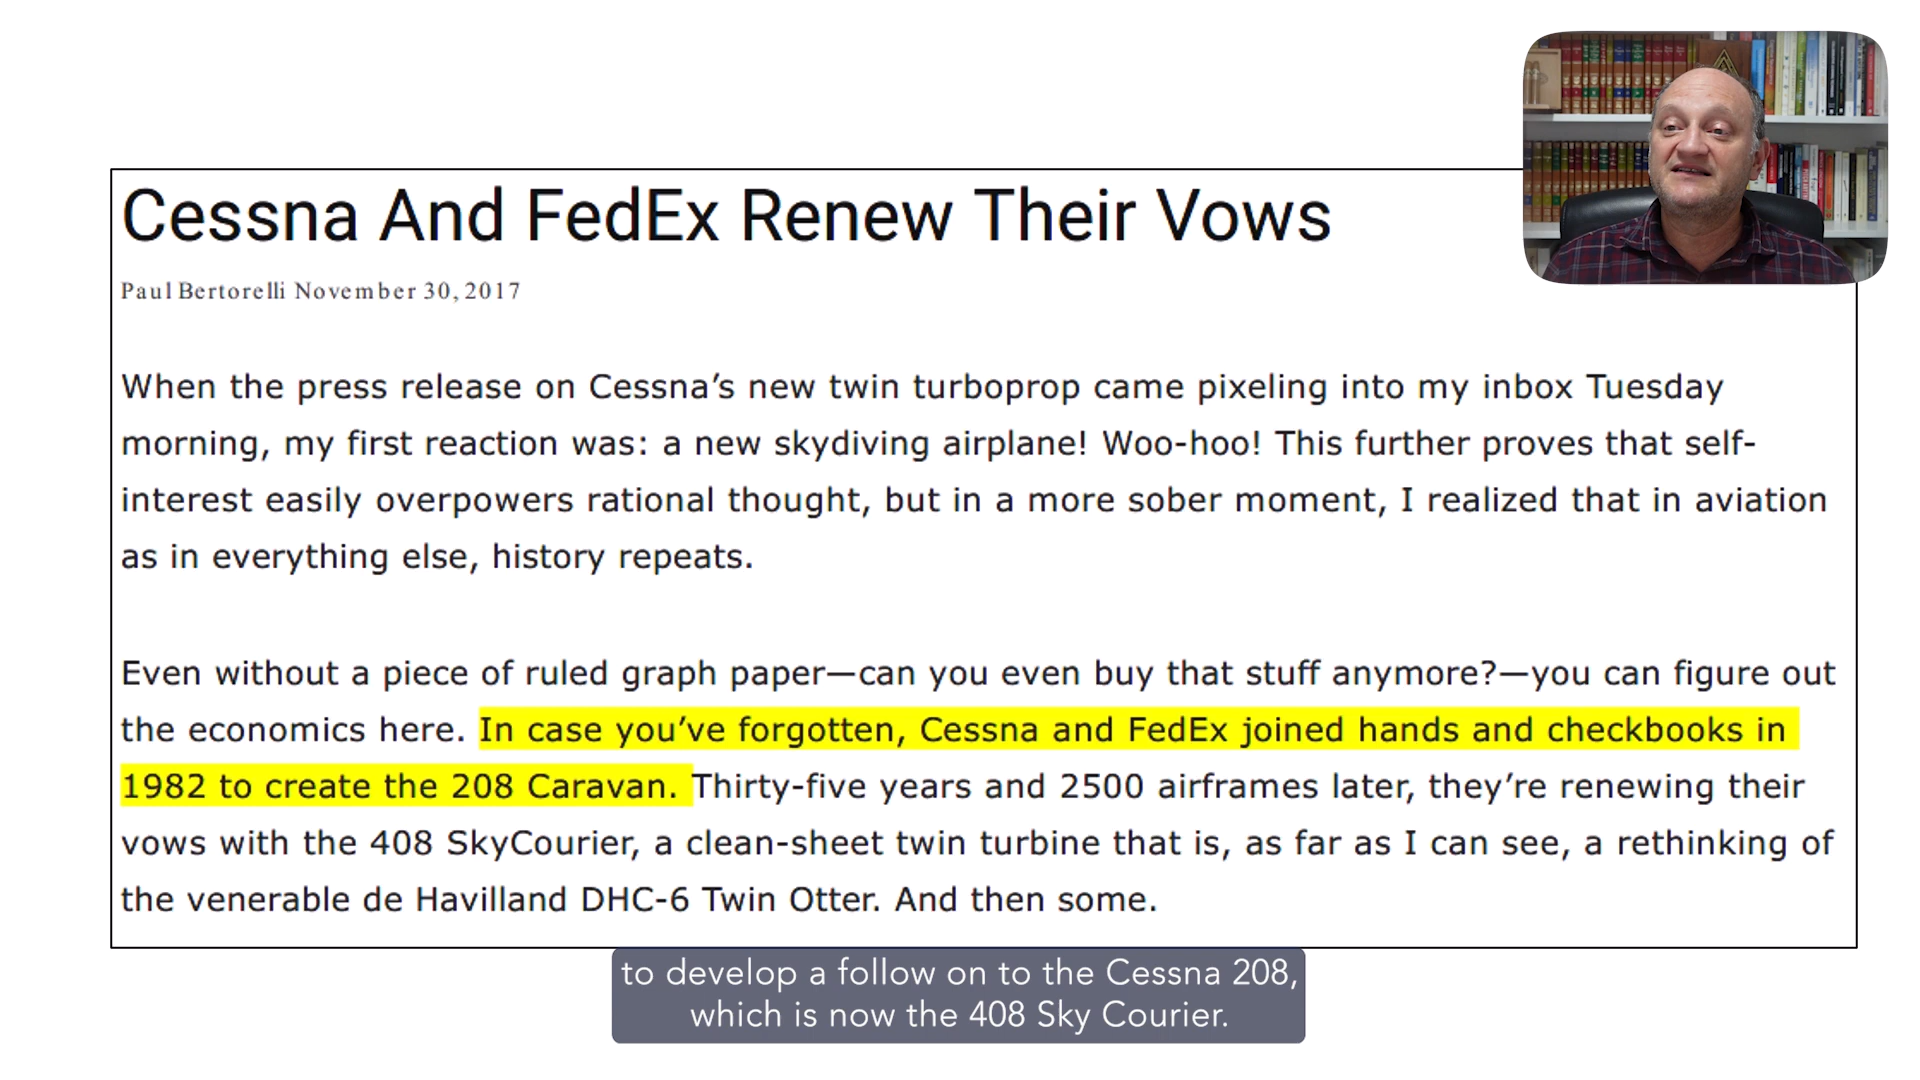 Cessna And FedEx Renew Their Vows
Paul Bertorelli November 30, 2017
When the press release on Cessna’s new twin turboprop came pixeling into my inbox Tuesday
morning, my first reaction was: a new skydiving airplane! Woo-hoo! This further proves that self-
interest easily overpowers rational thought, but in a more sober moment, I realized that in aviation
as in everything else, history repeats.
Even without a piece of ruled graph paper—can you even buy that stuff anymore?—you can figure out
the economics here. In case you’ve forgotten, Cessna and FedEx joined hands and checkbooks in
1982 to create the 208 Caravan. Thirty-five years and 2500 airframes later, they’re renewing their
vows with the 408 SkyCourier, a clean-sheet twin turbine that is, as far as I can see, a rethinking of
the venerable de Havilland DHC-6 Twin Otter. And then some.
to develop a follow on to the Cessna 208,
which is now the 408 Sky Courier.